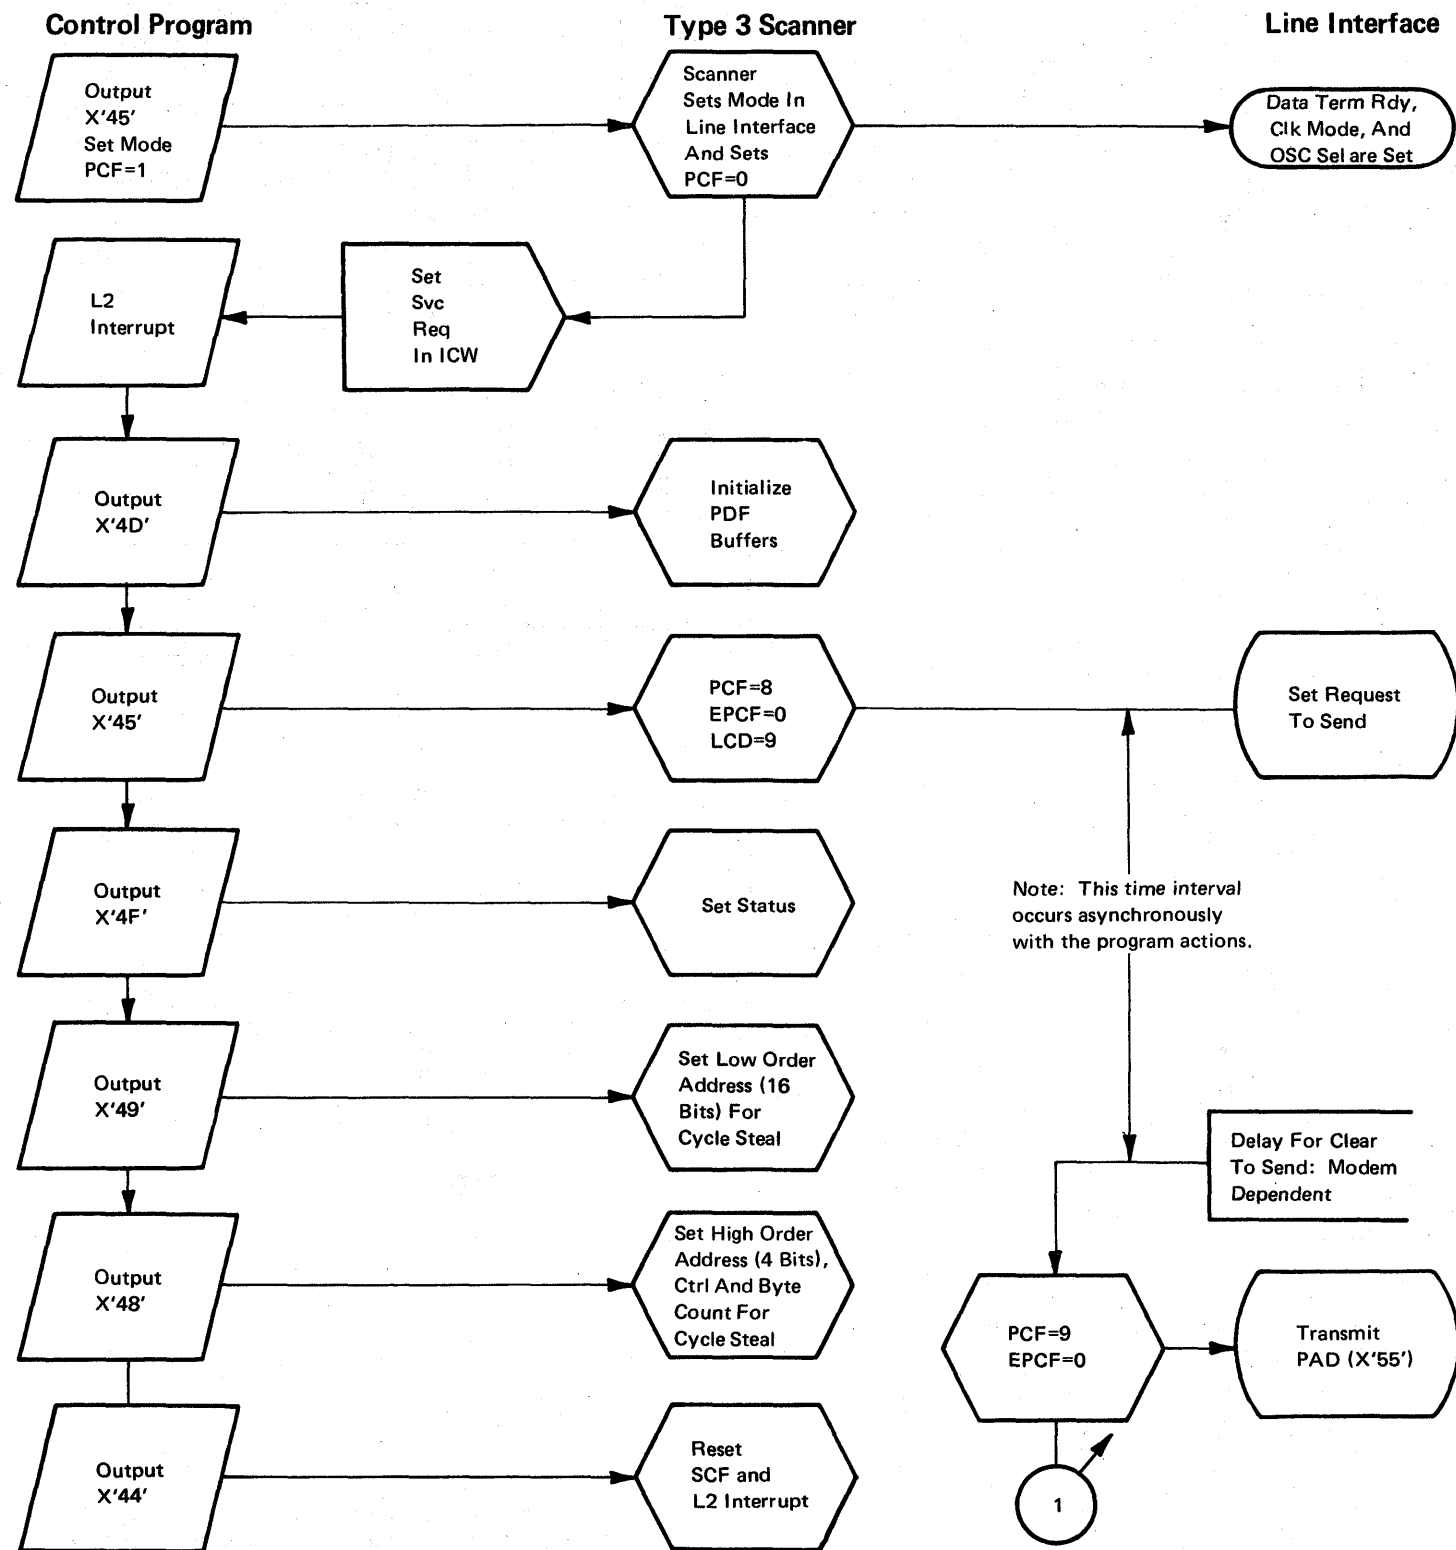 Control Program
Type 3 Scanner
Line Interface
Output
X'45'
Set Mode
PCF=1
Scanner
Sets Mode In
Line Interface
And Sets
PCF=0
Data Term Rdy,
Clk Mode, And
OSC Sel are Set
L2
Interrupt
Set
Svc
Req
In ICW
Output
X'4D'
Initialize
PDF
Buffers
Output
X'45'
PCF=8
EPCF=0
LCD=9
Set Request
To Send
Output
X'4F'
Set Status
Note: This time interval
occurs asynchronously
with the program actions.
Output
X'49'
Set Low Order
Address (16
Bits) For
Cycle Steal
Delay For Clear
To Send: Modem
Dependent
Output
X'48'
Set High Order
Address (4 Bits),
Ctrl And Byte
Count For
Cycle Steal
PCF=9
EPCF=0
Transmit
PAD (X'55')
Output
X'44'
Reset
SCF and
L2 Interrupt
1